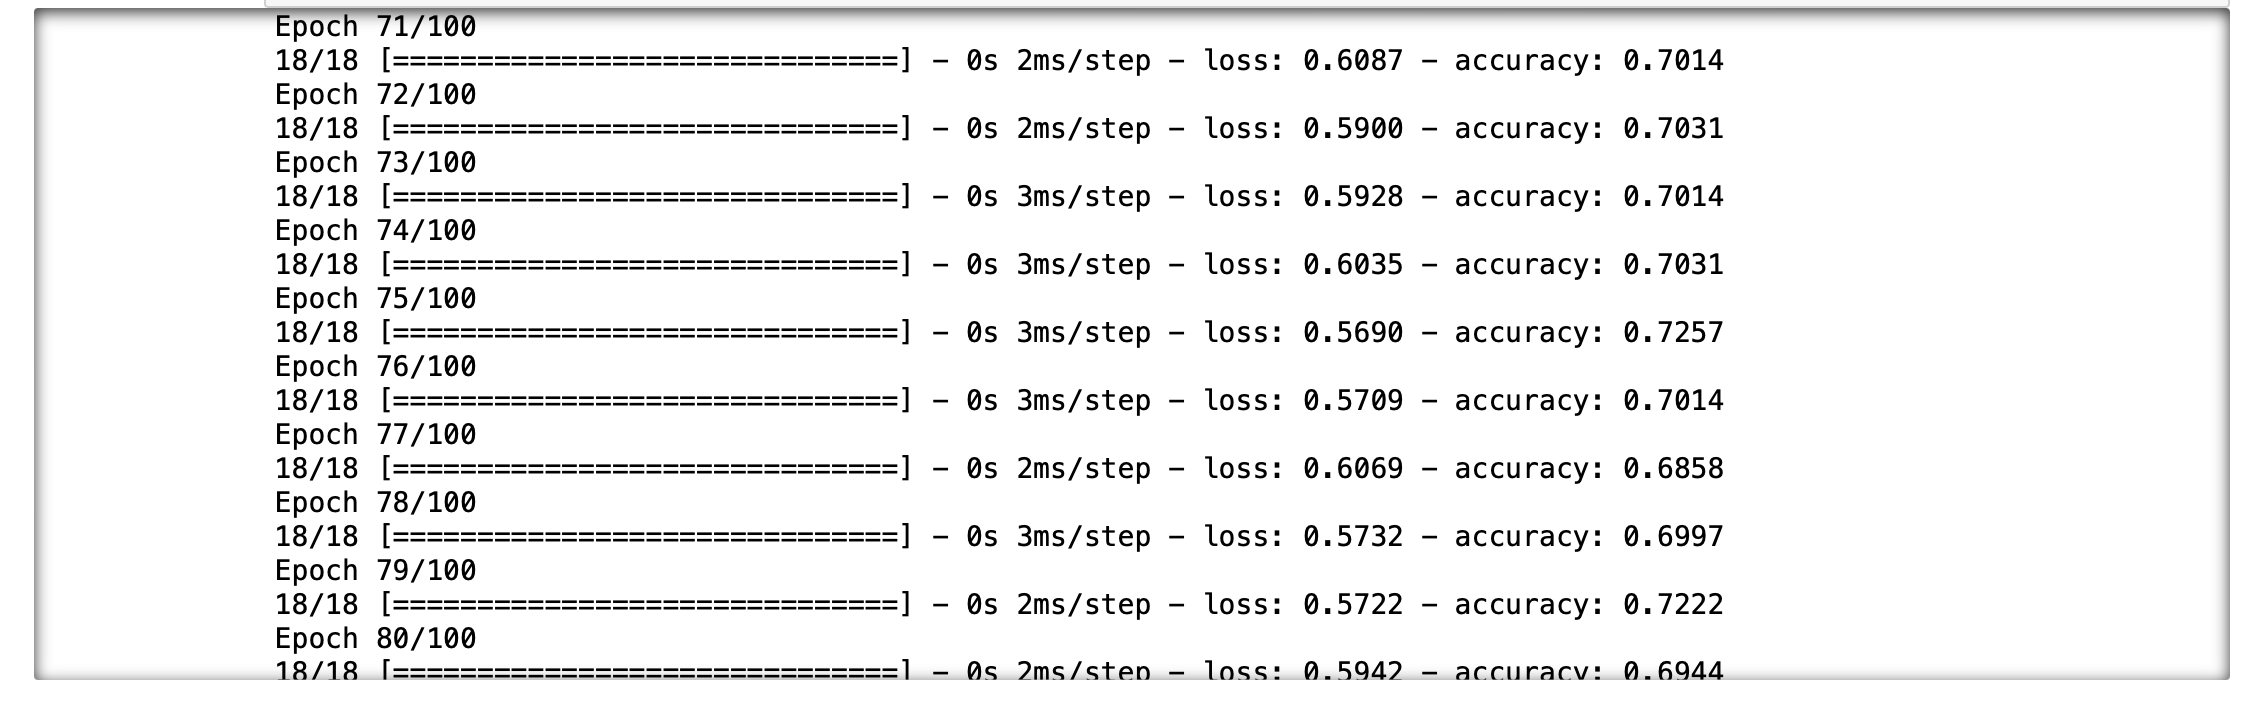 Epoch 71/100
18/18 [==============================] - 0s 2ms/step - loss: 0.6087 - accuracy: 0.7014
Epoch 72/100
18/18 [==============================] - 0s 2ms/step - loss: 0.5900 - accuracy: 0.7031
Epoch 73/100
18/18 [==============================] - 0s 3ms/step - loss: 0.5928 - accuracy: 0.7014
Epoch 74/100
18/18 [==============================] - 0s 3ms/step - loss: 0.6035 - accuracy: 0.7031
Epoch 75/100
18/18 [==============================] - 0s 3ms/step - loss: 0.5690 - accuracy: 0.7257
Epoch 76/100
18/18 [==============================] - 0s 3ms/step - loss: 0.5709 - accuracy: 0.7014
Epoch 77/100
18/18 [==============================] - 0s 2ms/step - loss: 0.6069 - accuracy: 0.6858
Epoch 78/100
18/18 [==============================] - 0s 3ms/step - loss: 0.5732 - accuracy: 0.6997
Epoch 79/100
18/18 [==============================] - 0s 2ms/step - loss: 0.5722 - accuracy: 0.7222
Epoch 80/100
18/18 [==============================] - 0s 2ms/step - loss: 0.5942 - accuracy: 0.6944